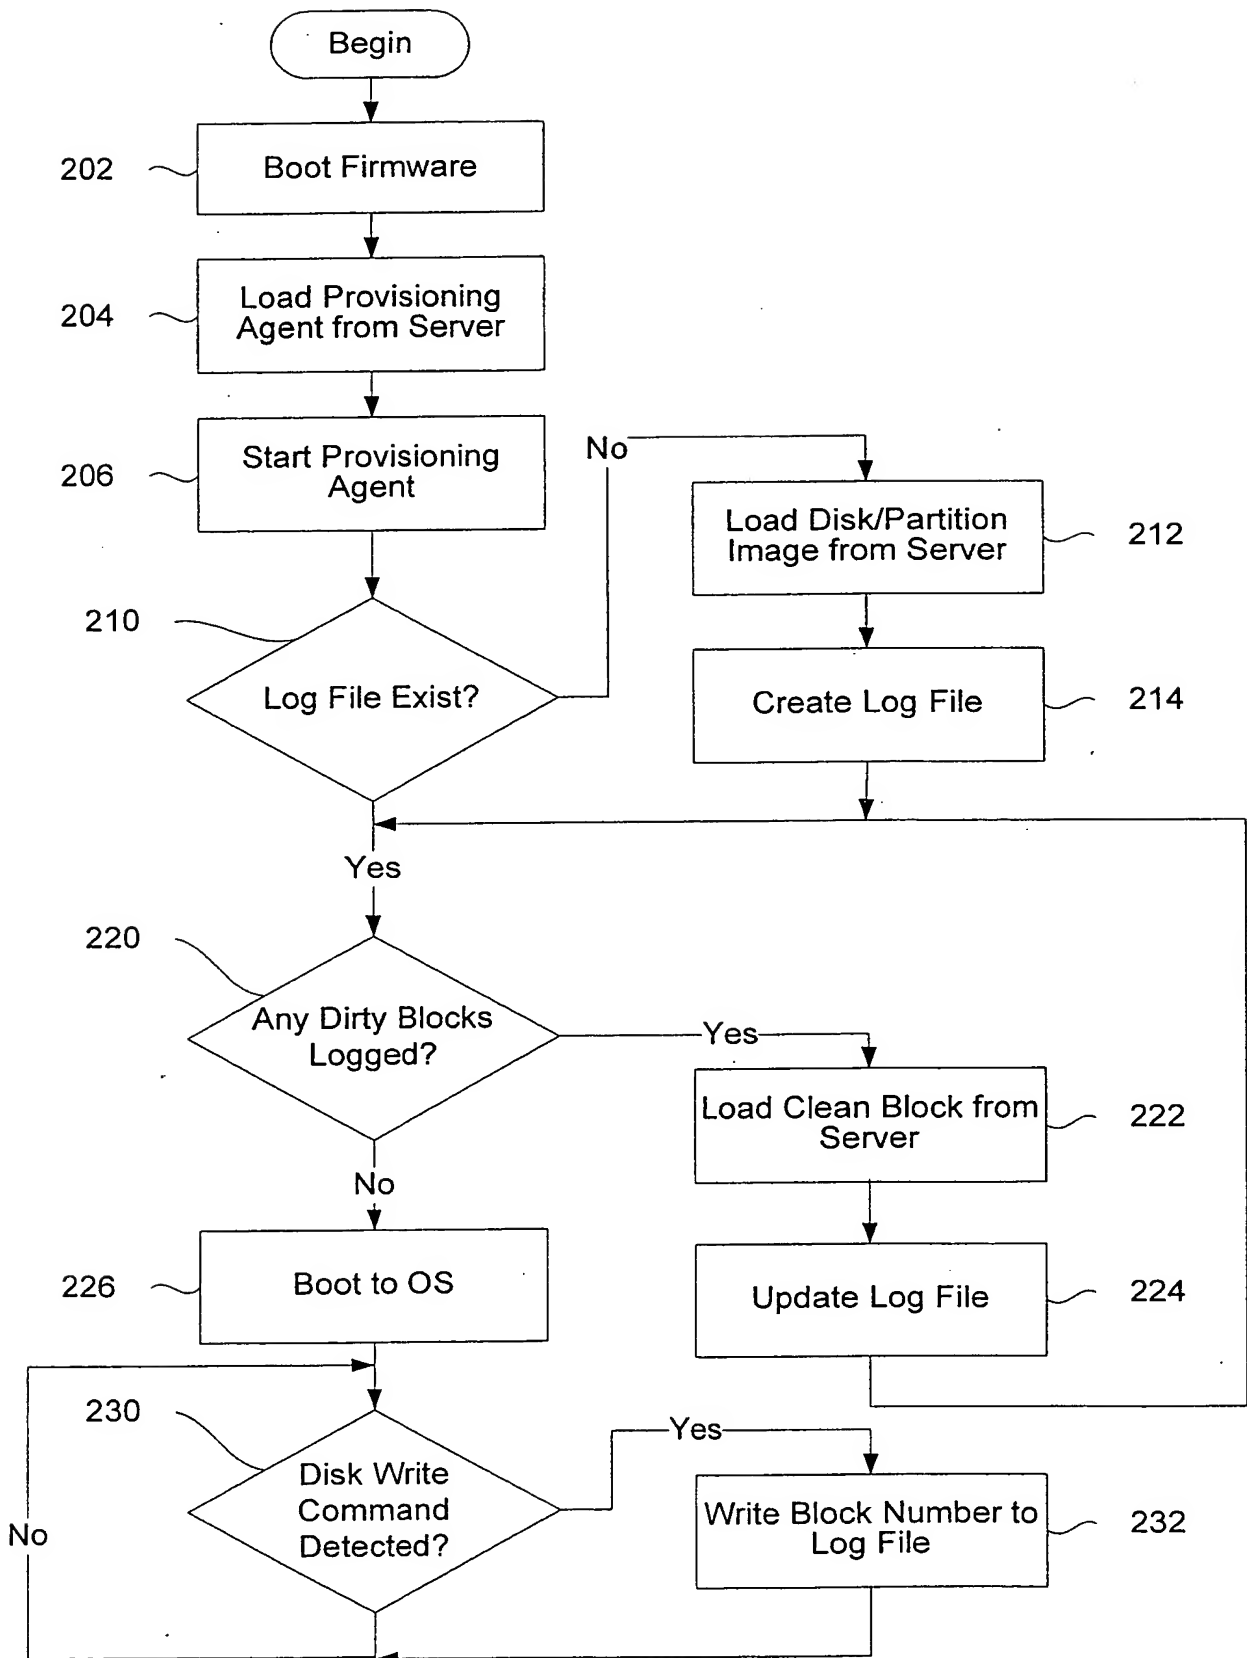 Begin
202
Boot Firmware
204
Load Provisioning
Agent from Server
206
Start Provisioning
Agent
No
Load Disk/Partition
Image from Server
212
210
Log File Exist?
Create Log File
214
Yes
220
Any Dirty Blocks
Logged?
Yes
Load Clean Block from
Server
222
No
226
Boot to OS
Update Log File
224
230
Disk Write
Command
Detected?
Yes
Write Block Number to
Log File
232
No